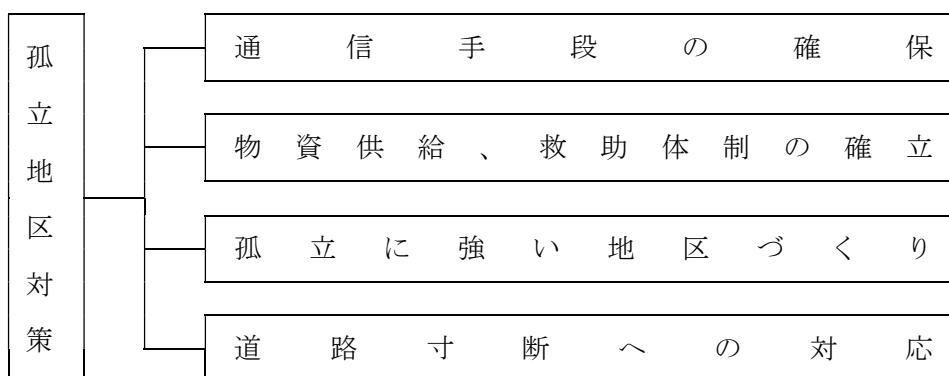 孤立地区対策
通信手段の確保
物資供給、救助体制の確立
孤立に強い地区づくり
道路寸断への対応